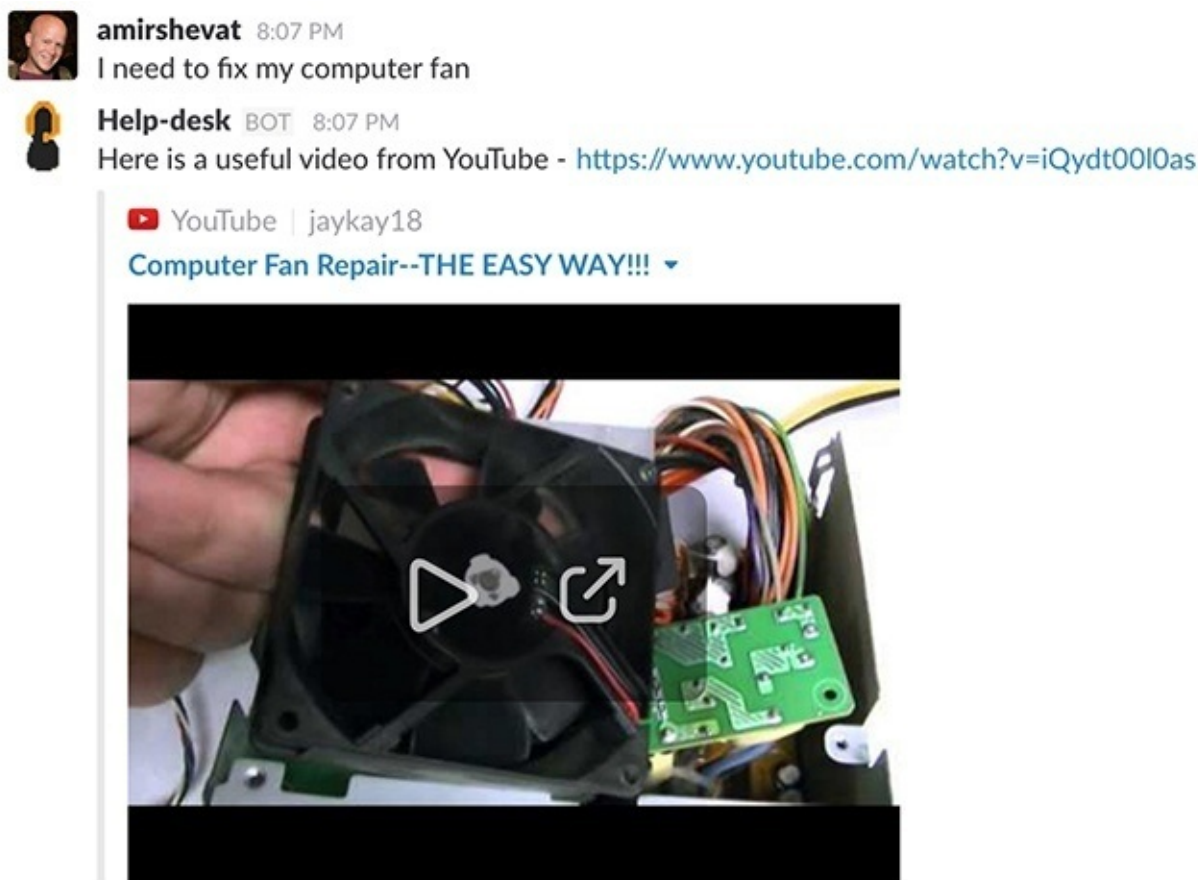 amirshevat 8:07 PM
I need to fix my computer fan
Help-desk BOT 8:07 PM
Here is a useful video from YouTube - https://www.youtube.com/watch?v=iQydt00l0as
YouTube | jaykay18
Computer Fan Repair--THE EASY WAY!!!